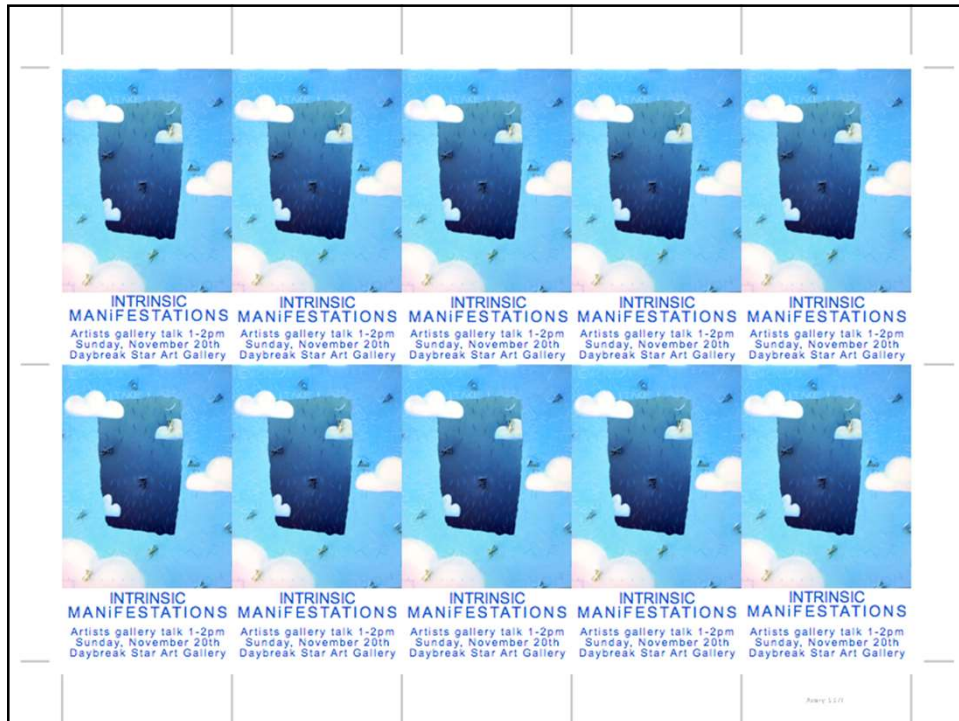 INTRINSIC INTRINSIC INTRINSIC INTRINSIC INTRINSIC
MANiFESTATIONS MANiFESTATIONS MANiFESTATIONS MANiFESTATIONS MANiFESTATIONS
Artists gallery talk 1-2pm Artists gallery talk 1-2pm Artists gallery talk 1-2pm Artists gallery talk 1-2pm Artists gallery talk 1-2pm
Sunday, November 20th Sunday, November 20th Sunday, November 20th Sunday, November 20th Sunday, November 20th
Daybreak Star Art Gallery Daybreak Star Art Gallery Daybreak Star Art Gallery Daybreak Star Art Gallery Daybreak Star Art Gallery
INTRINSIC INTRINSIC INTRINSIC INTRINSIC INTRINSIC
MANiFESTATIONS MANiFESTATIONS MANiFESTATIONS MANiFESTATIONS MANiFESTATIONS
Artists gallery talk 1-2pm Artists gallery talk 1-2pm Artists gallery talk 1-2pm Artists gallery talk 1-2pm Artists gallery talk 1-2pm
Sunday, November 20th Sunday, November 20th Sunday, November 20th Sunday, November 20th Sunday, November 20th
Daybreak Star Art Gallery Daybreak Star Art Gallery Daybreak Star Art Gallery Daybreak Star Art Gallery Daybreak Star Art Gallery